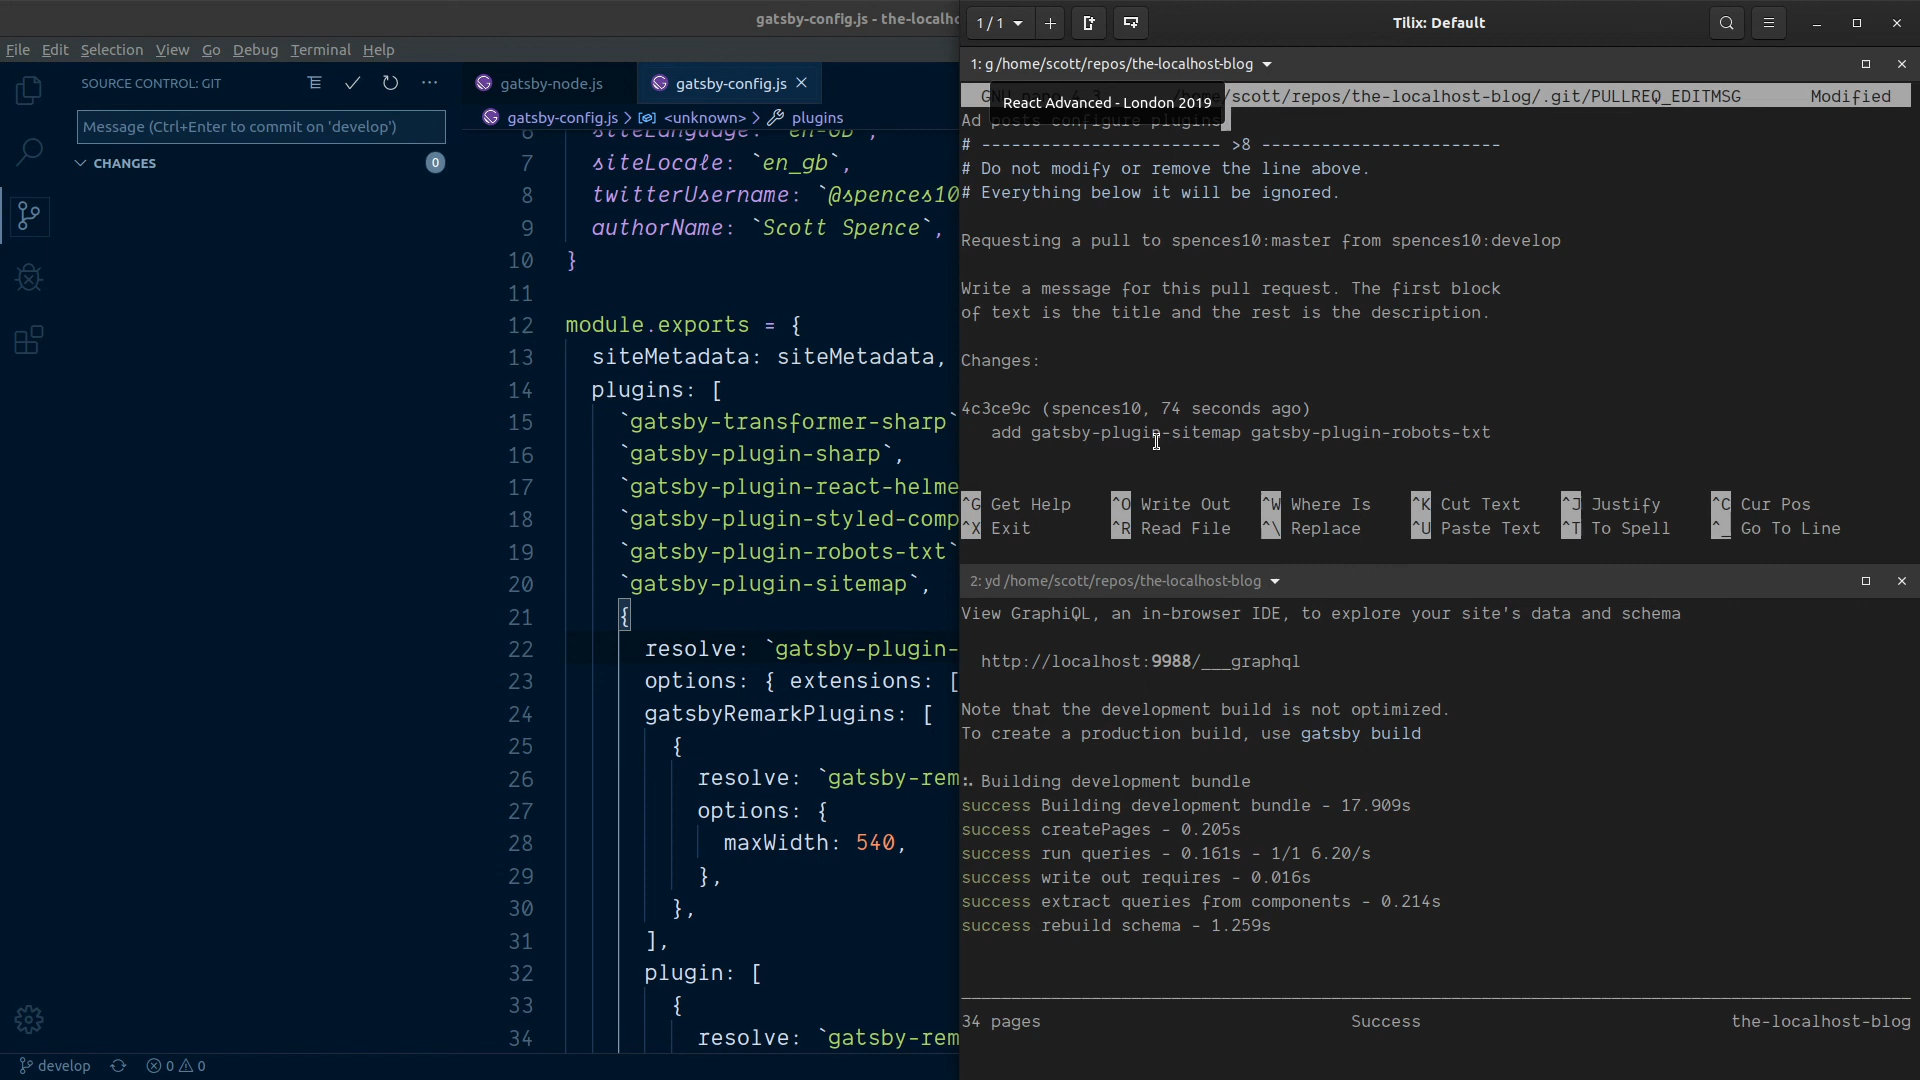 gatsby-config.js - the-localho
File Edit Selection View Go Debug Terminal Help
SOURCE CONTROL: GIT
Message (Ctrl+Enter to commit on 'develop')
CHANGES
0
gatsby-node.js
gatsby-config.js
gatsby-config.js > <unknown> > plugins
6 siteLanguage: `en-GB`,
7 siteLocale: `en_gb`,
8 twitterUsername: `@spences10
9 authorName: `Scott Spence`,
10 }
11
12 module.exports = {
13 siteMetadata: siteMetadata,
14 plugins: [
15 `gatsby-transformer-sharp`
16 `gatsby-plugin-sharp`,
17 `gatsby-plugin-react-helme
18 `gatsby-plugin-styled-comp
19 `gatsby-plugin-robots-txt`
20 `gatsby-plugin-sitemap`,
21 {
22 resolve: `gatsby-plugin-
23 options: { extensions: [
24 gatsbyRemarkPlugins: [
25 {
26 resolve: `gatsby-rem
27 options: {
28 maxWidth: 540,
29 },
30 },
31 ],
32 plugin: [
33 {
34 resolve: `gatsby-rem
develop
0 0
1 / 1
Tilix: Default
1: g /home/scott/repos/the-localhost-blog
GNU nano 4.3 /home/scott/repos/the-localhost-blog/.git/PULLREQ_EDITMSG Modified
React Advanced - London 2019
Ad posts configure plugins
# ------------------------ >8 ------------------------
# Do not modify or remove the line above.
# Everything below it will be ignored.
Requesting a pull to spences10:master from spences10:develop
Write a message for this pull request. The first block
of text is the title and the rest is the description.
Changes:
4c3ce9c (spences10, 74 seconds ago)
add gatsby-plugin-sitemap gatsby-plugin-robots-txt
^G Get Help ^O Write Out ^W Where Is ^K Cut Text ^J Justify ^C Cur Pos
^X Exit ^R Read File ^\ Replace ^U Paste Text ^T To Spell ^_ Go To Line
2: yd /home/scott/repos/the-localhost-blog
View GraphiQL, an in-browser IDE, to explore your site's data and schema
http://localhost:9988/___graphql
Note that the development build is not optimized.
To create a production build, use gatsby build
Building development bundle
success Building development bundle - 17.909s
success createPages - 0.205s
success run queries - 0.161s - 1/1 6.20/s
success write out requires - 0.016s
success extract queries from components - 0.214s
success rebuild schema - 1.259s
34 pages Success the-localhost-blog